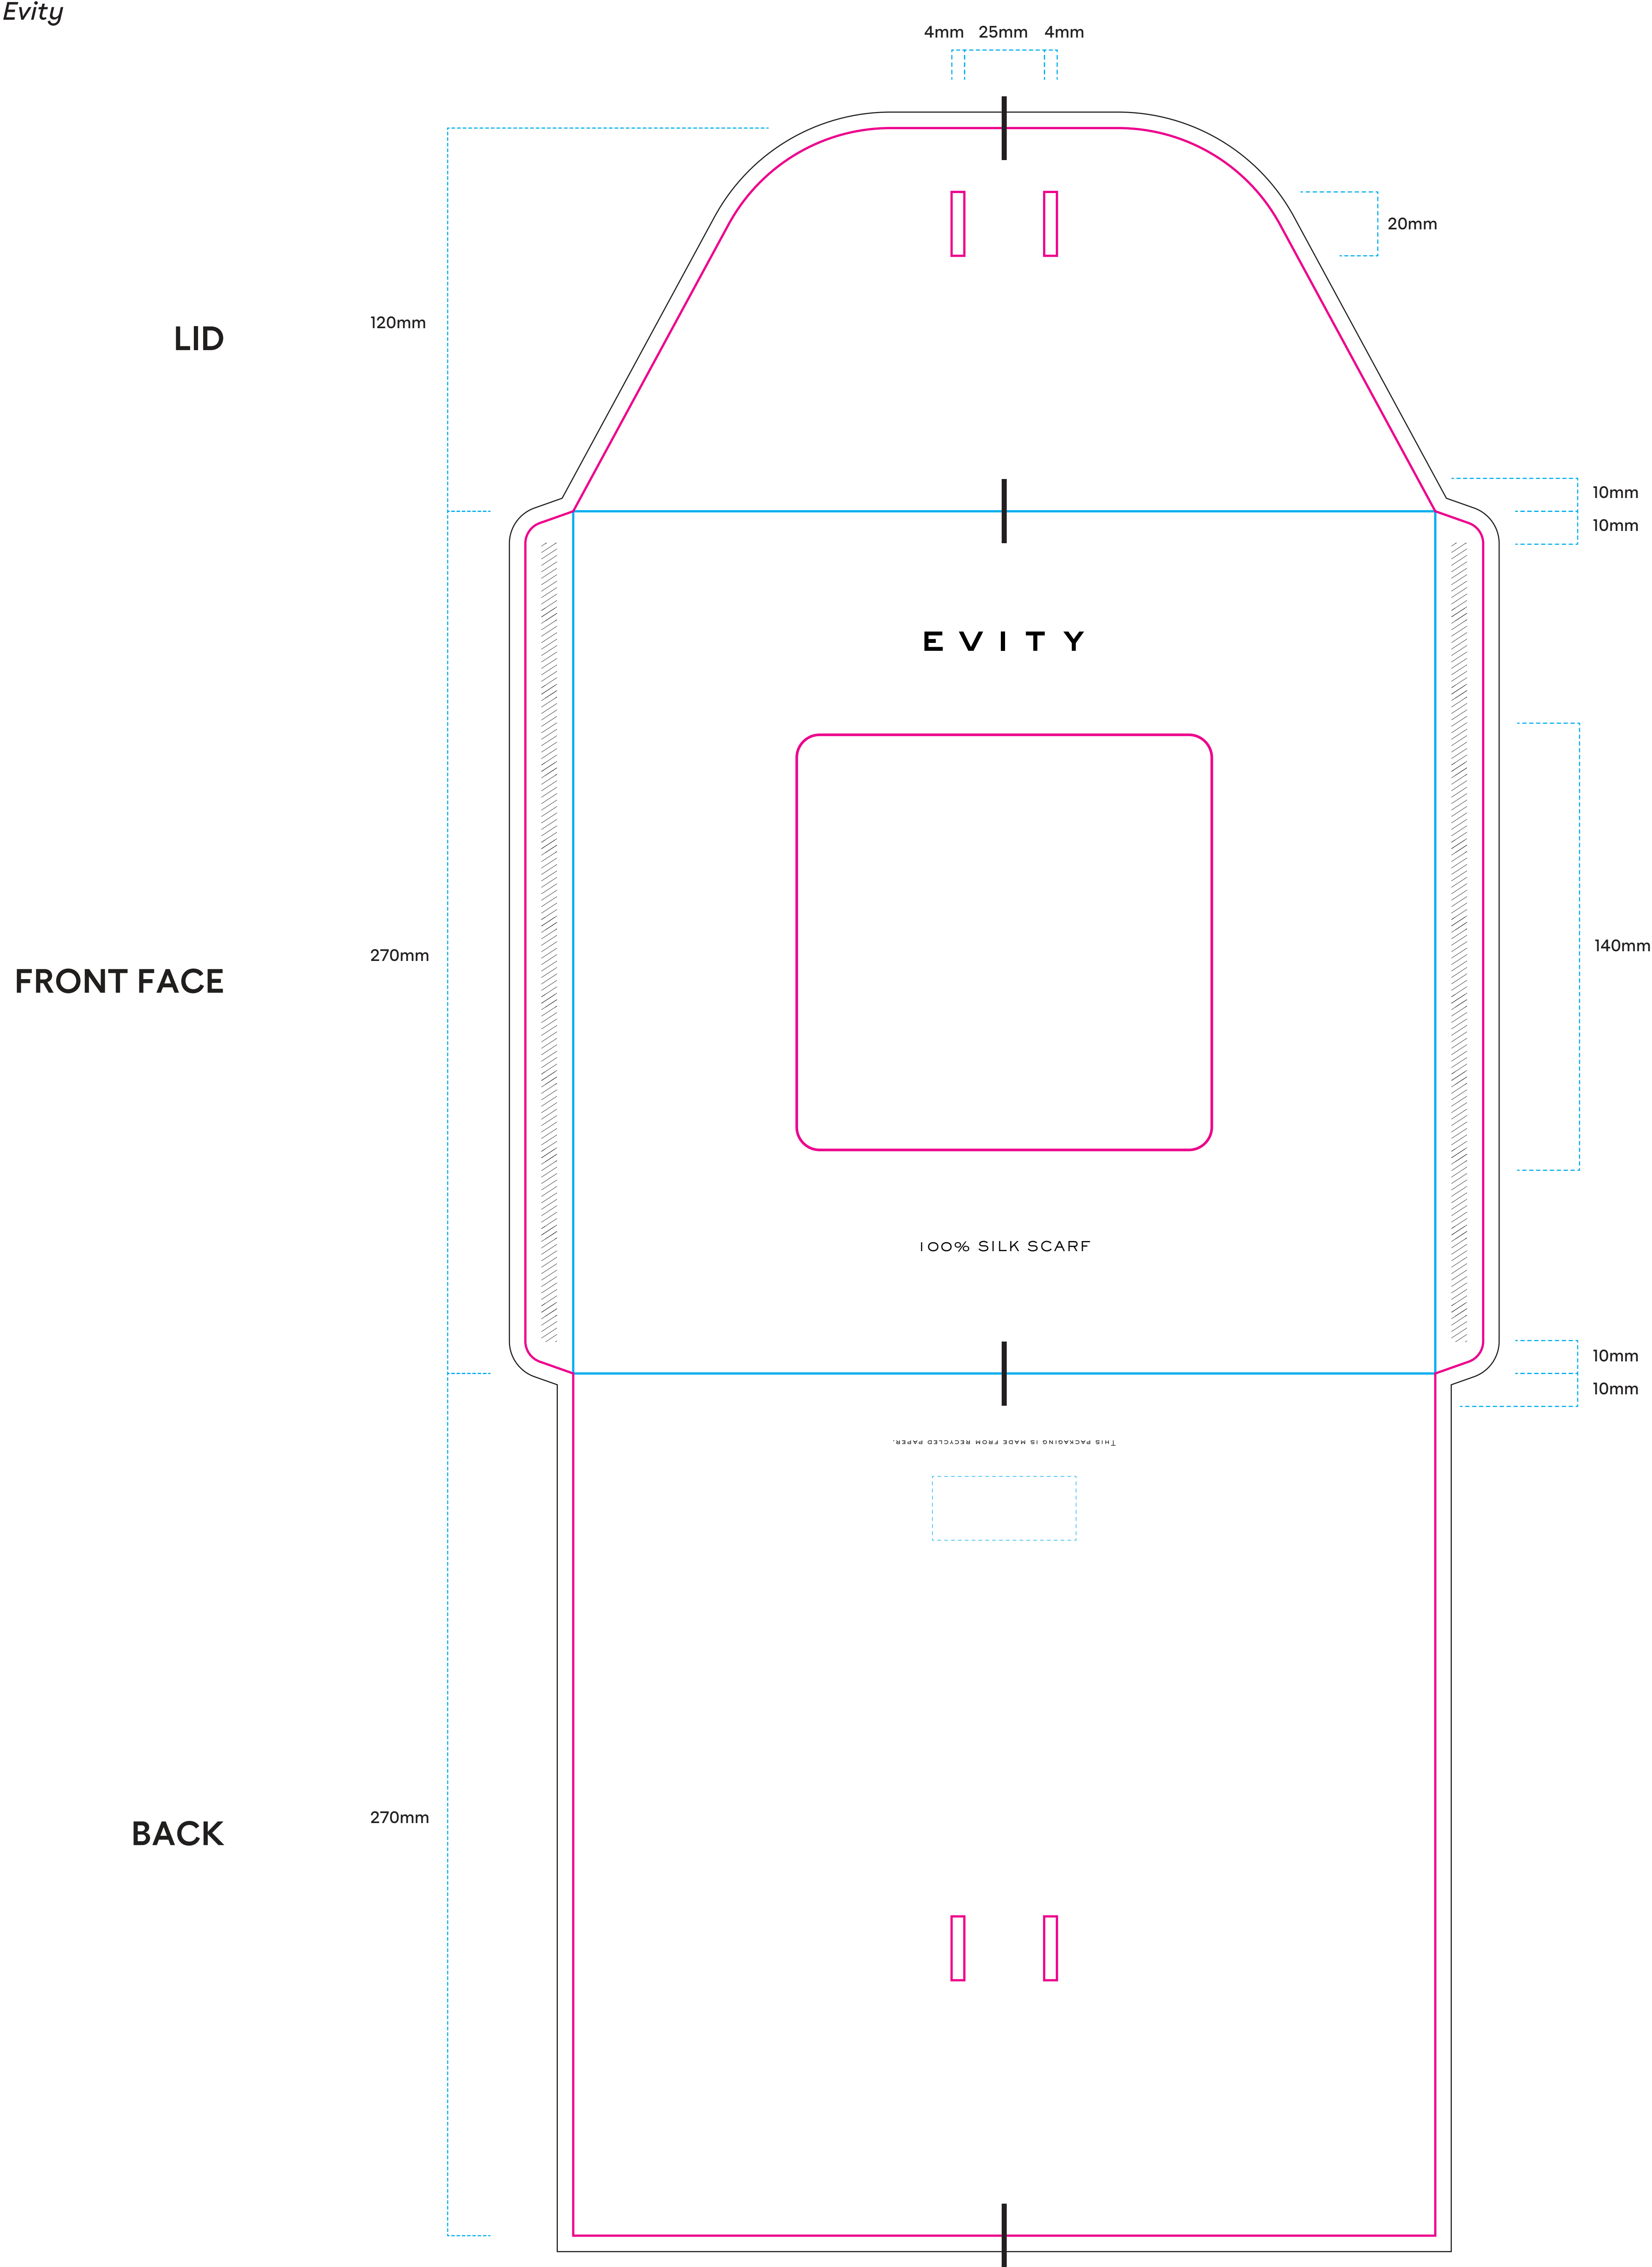 Evity
4mm 25mm 4mm
20mm
120mm
LID
10mm
10mm
EVITY
140mm
270mm
FRONT FACE
100% SILK SCARF
10mm
10mm
THIS PACKAGING IS MADE FROM RECYCLED PAPER.
270mm
BACK